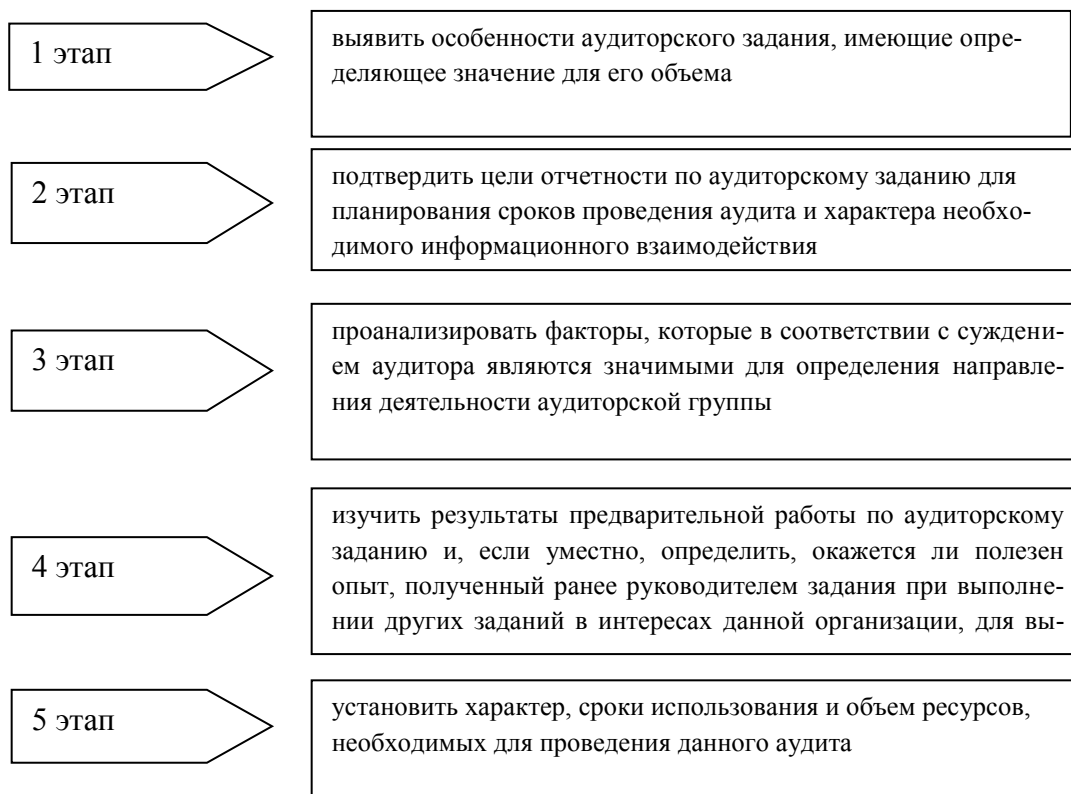 1 этап
выявить особенности аудиторского задания, имеющие опре-
деляющее значение для его объема
2 этап
подтвердить цели отчетности по аудиторскому заданию для
планирования сроков проведения аудита и характера необхо-
димого информационного взаимодействия
3 этап
проанализировать факторы, которые в соответствии с суждени-
ем аудитора являются значимыми для определения направле-
ния деятельности аудиторской группы
4 этап
изучить результаты предварительной работы по аудиторскому
заданию и, если уместно, определить, окажется ли полезен
опыт, полученный ранее руководителем задания при выполне-
нии других заданий в интересах данной организации, для вы-
5 этап
установить характер, сроки использования и объем ресурсов,
необходимых для проведения данного аудита